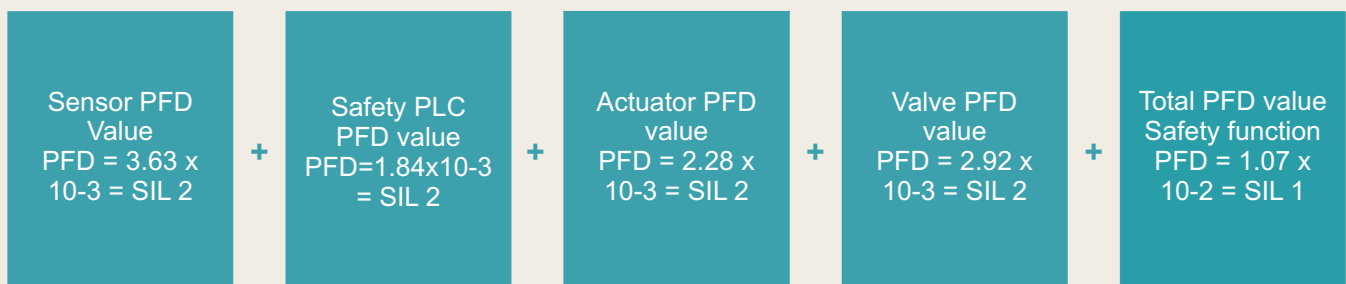 Sensor PFD
Value
PFD = 3.63 x
10-3 = SIL 2
+
Safety PLC
PFD value
PFD=1.84x10-3
= SIL 2
+
Actuator PFD
value
PFD = 2.28 x
10-3 = SIL 2
+
Valve PFD
value
PFD = 2.92 x
10-3 = SIL 2
+
Total PFD value
Safety function
PFD = 1.07 x
10-2 = SIL 1